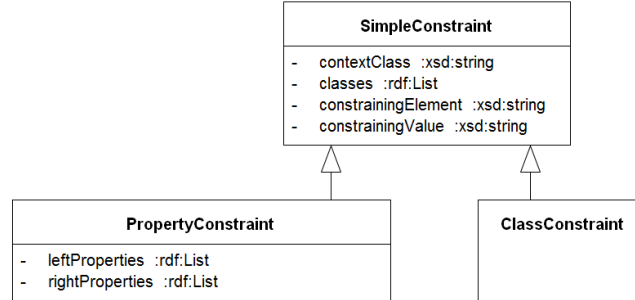 SimpleConstraint
- contextClass :xsd:string
- classes :rdf:List
- constrainingElement :xsd:string
- constrainingValue :xsd:string
PropertyConstraint
- leftProperties :rdf:List
- rightProperties :rdf:List
ClassConstraint